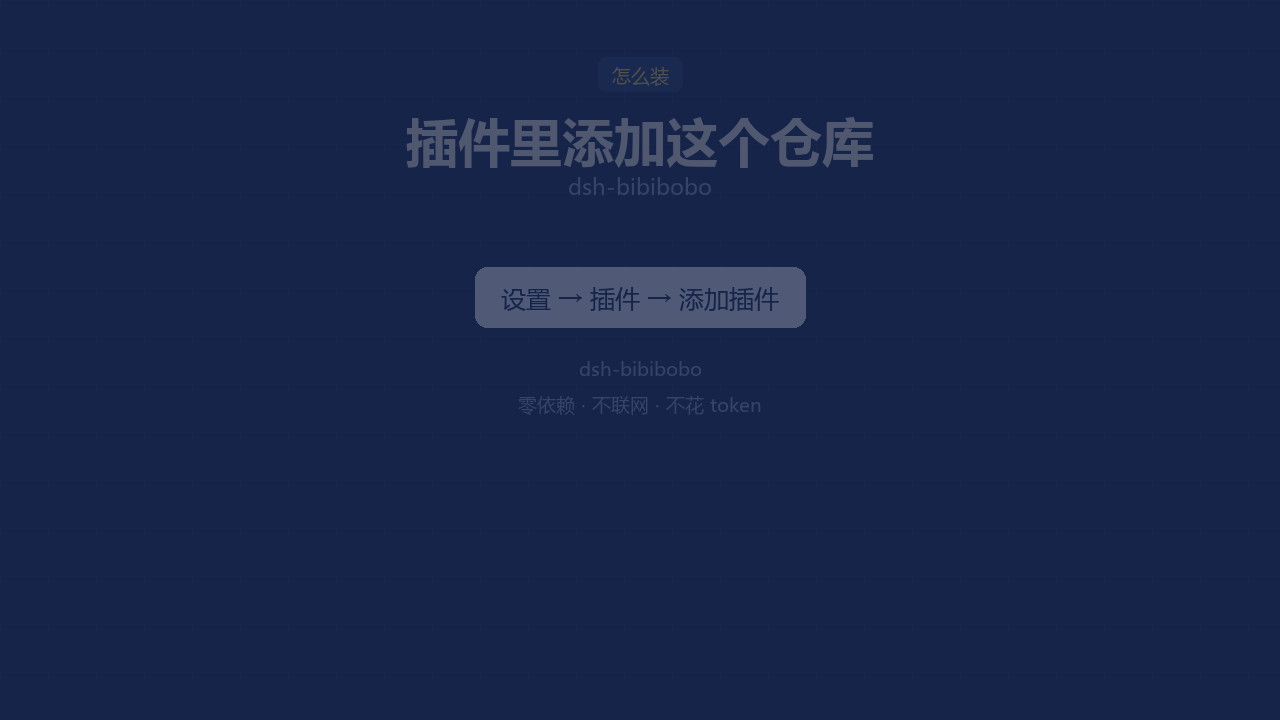 怎么装
插件里添加这个仓库
dsh-bibibobo
设置 → 插件 → 添加插件
dsh-bibibobo
零依赖 · 不联网 · 不花 token